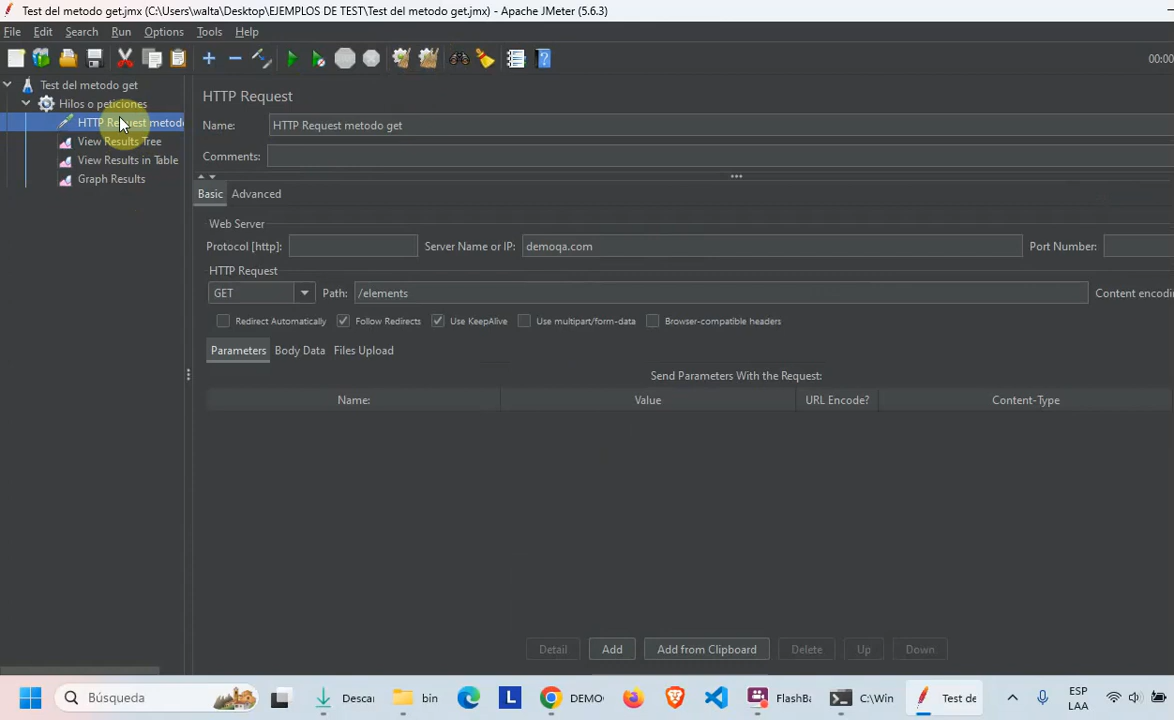 Test del metodo get.jmx (C:\Users\walta\Desktop\EJEMPLOS DE TEST\Test del metodo get.jmx) - Apache JMeter (5.6.3)
File Edit Search Run Options Tools Help
00:00
Test del metodo get
Hilos o peticiones
HTTP Request metod
View Results Tree
View Results in Table
Graph Results
HTTP Request
Name: HTTP Request metodo get
Comments:
Basic Advanced
Web Server
Protocol [http]: Server Name or IP: demoqa.com Port Number:
HTTP Request
GET Path: /elements Content encodi
Redirect Automatically Follow Redirects Use KeepAlive Use multipart/form-data Browser-compatible headers
Parameters Body Data Files Upload
Send Parameters With the Request:
Name: Value URL Encode? Content-Type
Detail Add Add from Clipboard Delete Up Down
Búsqueda Descar bin L DEMO FlashBa C:\Win Test de ESP
LAA